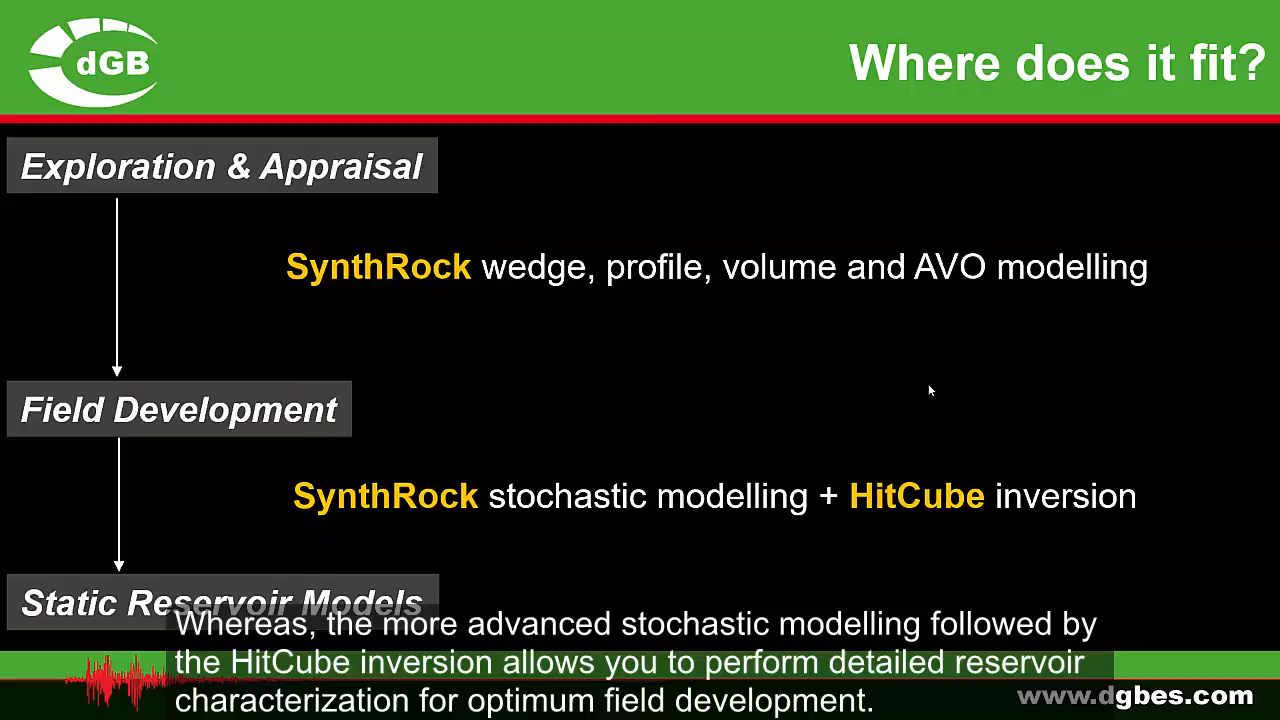 dGB
Where does it fit?
Exploration & Appraisal
SynthRock wedge, profile, volume and AVO modelling
Field Development
SynthRock stochastic modelling + HitCube inversion
Static Reservoir Models
Whereas, the more advanced stochastic modelling followed by
the HitCube inversion allows you to perform detailed reservoir
characterization for optimum field development.
www.dgbes.com